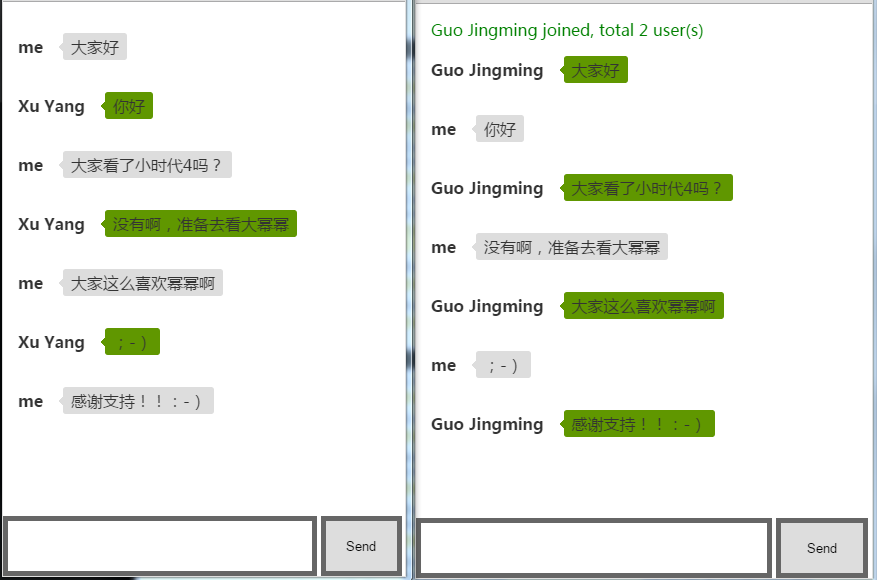 me 大家好
Xu Yang 你好
me 大家看了小时代4吗？
Xu Yang 没有啊，准备去看大幂幂
me 大家这么喜欢幂幂啊
Xu Yang ；-）
me 感谢支持！！：-）
Send
Guo Jingming joined, total 2 user(s)
Guo Jingming 大家好
me 你好
Guo Jingming 大家看了小时代4吗？
me 没有啊，准备去看大幂幂
Guo Jingming 大家这么喜欢幂幂啊
me ；-）
Guo Jingming 感谢支持！！：-）
Send